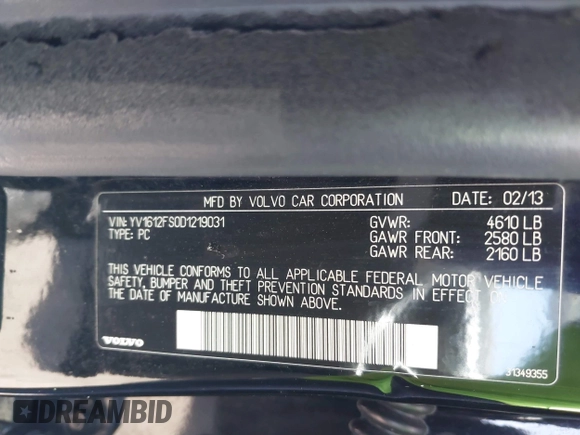 MFD BY VOLVO CAR CORPORATION DATE: 02/13
VIN: YV1612FS0D1219031 GVWR: 4610 LB
TYPE: PC GAWR FRONT: 2580 LB
GAWR REAR: 2160 LB
THIS VEHICLE CONFORMS TO ALL APPLICABLE FEDERAL MOTOR VEHICLE
SAFETY, BUMPER AND THEFT PREVENTION STANDARDS IN EFFECT ON
THE DATE OF MANUFACTURE SHOWN ABOVE.
VOLVO
31349355
DREAMBID